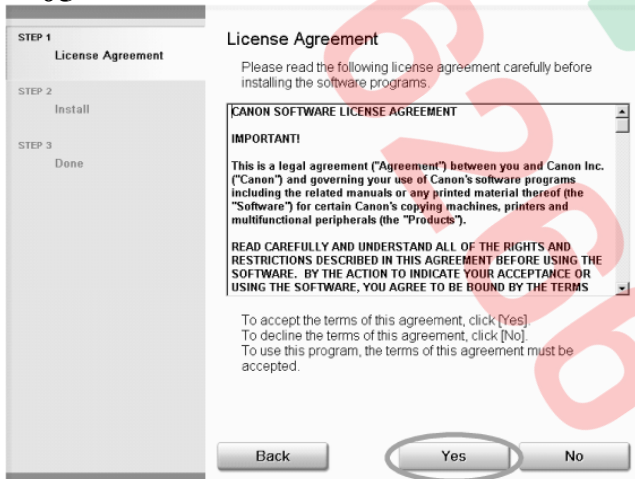 STEP 1
License Agreement
STEP 2
Install
STEP 3
Done
License Agreement
Please read the following license agreement carefully before
installing the software programs.
CANON SOFTWARE LICENSE AGREEMENT
IMPORTANT!
This is a legal agreement ("Agreement") between you and Canon Inc.
("Canon") and governing your use of Canon's software programs
including the related manuals or any printed material thereof (the
"Software") for certain Canon's copying machines, printers and
multifunctional peripherals (the "Products").
READ CAREFULLY AND UNDERSTAND ALL OF THE RIGHTS AND
RESTRICTIONS DESCRIBED IN THIS AGREEMENT BEFORE USING THE
SOFTWARE. BY THE ACTION TO INDICATE YOUR ACCEPTANCE OR
USING THE SOFTWARE, YOU AGREE TO BE BOUND BY THE TERMS
To accept the terms of this agreement, click [Yes].
To decline the terms of this agreement, click [No].
To use this program, the terms of this agreement must be
accepted.
Back
Yes
No